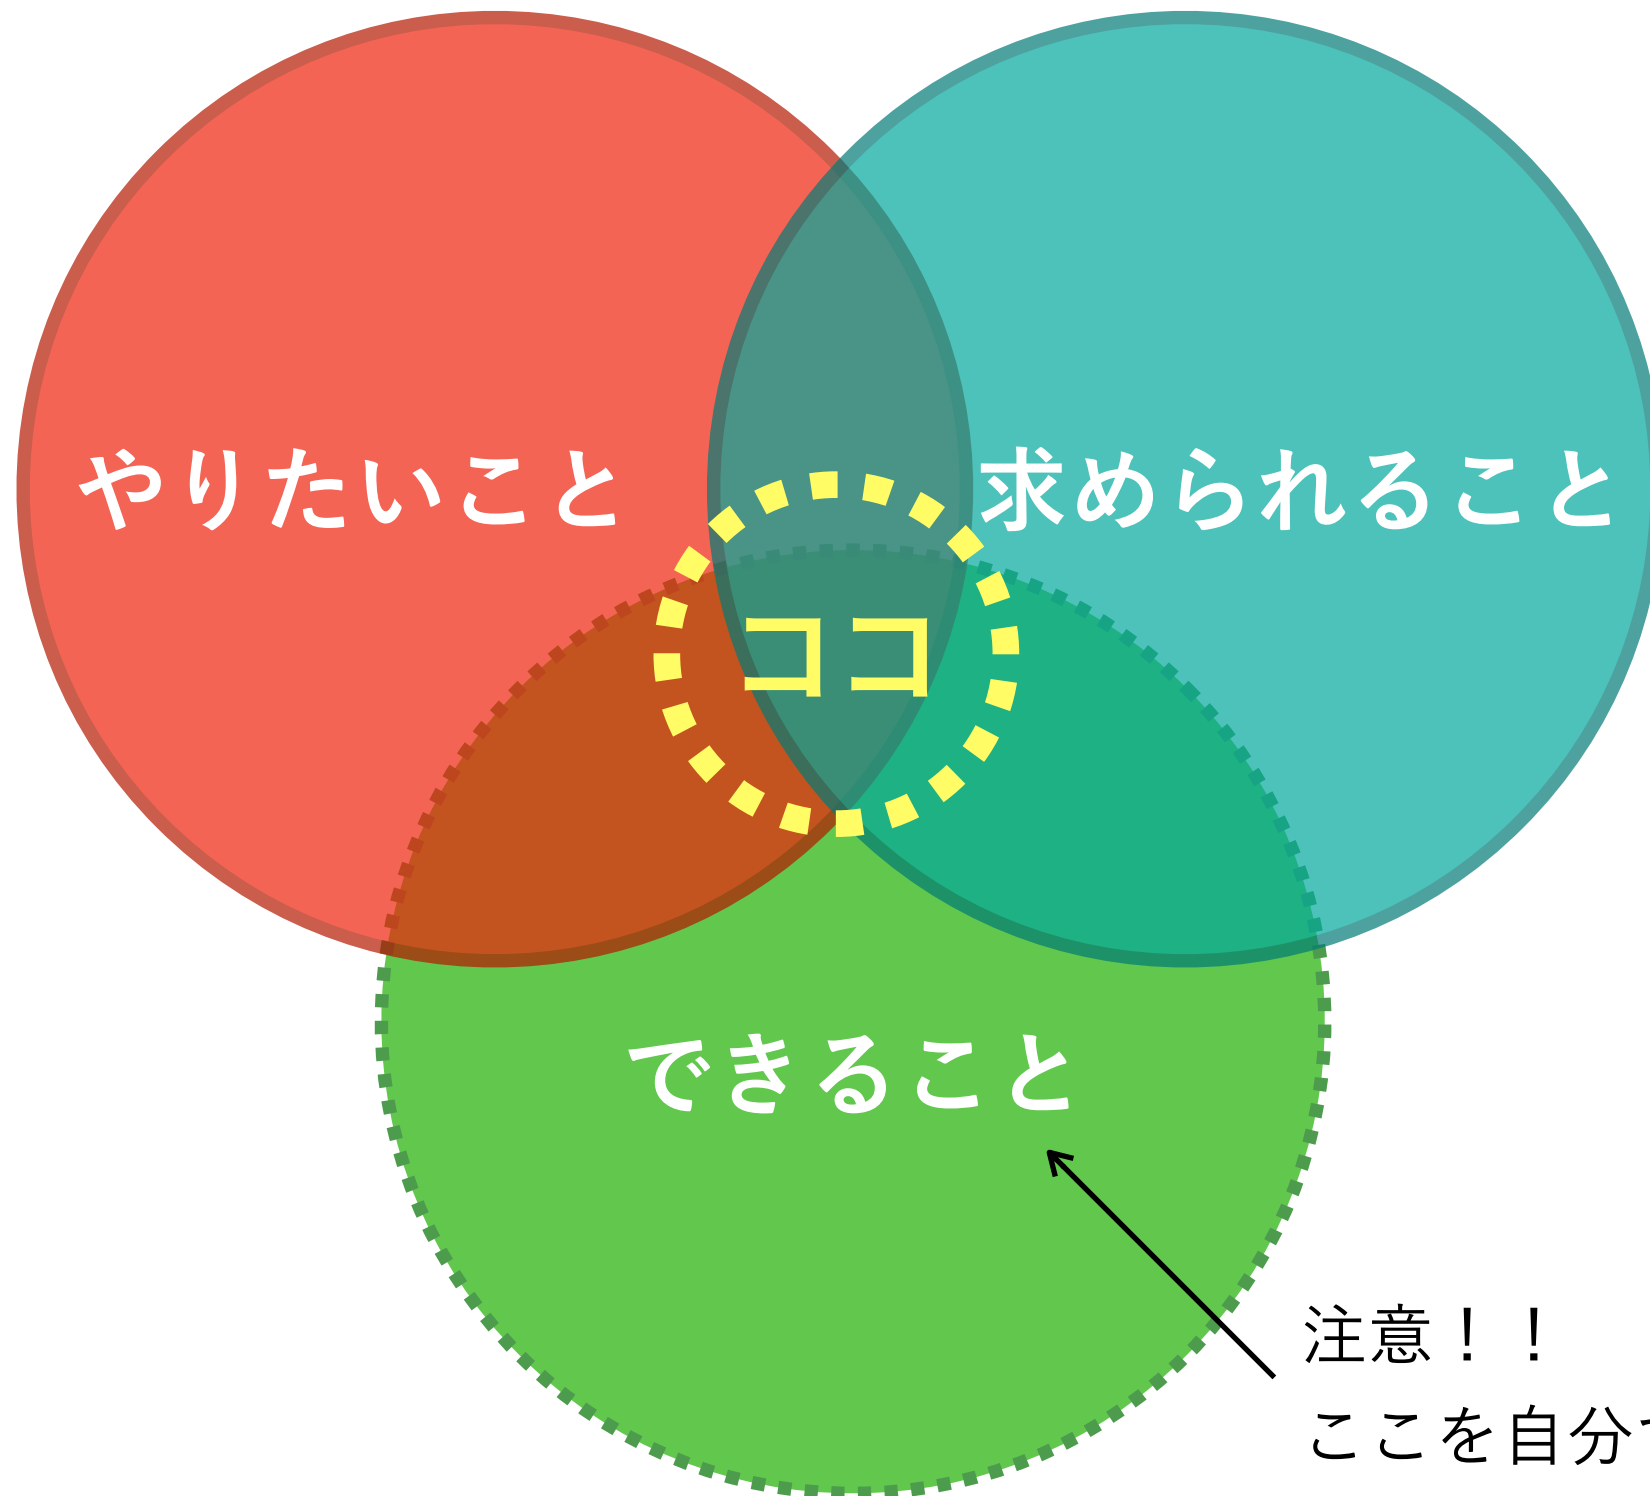 やりたいこと
求められること
ココ
できること
注意！！
ここを自分